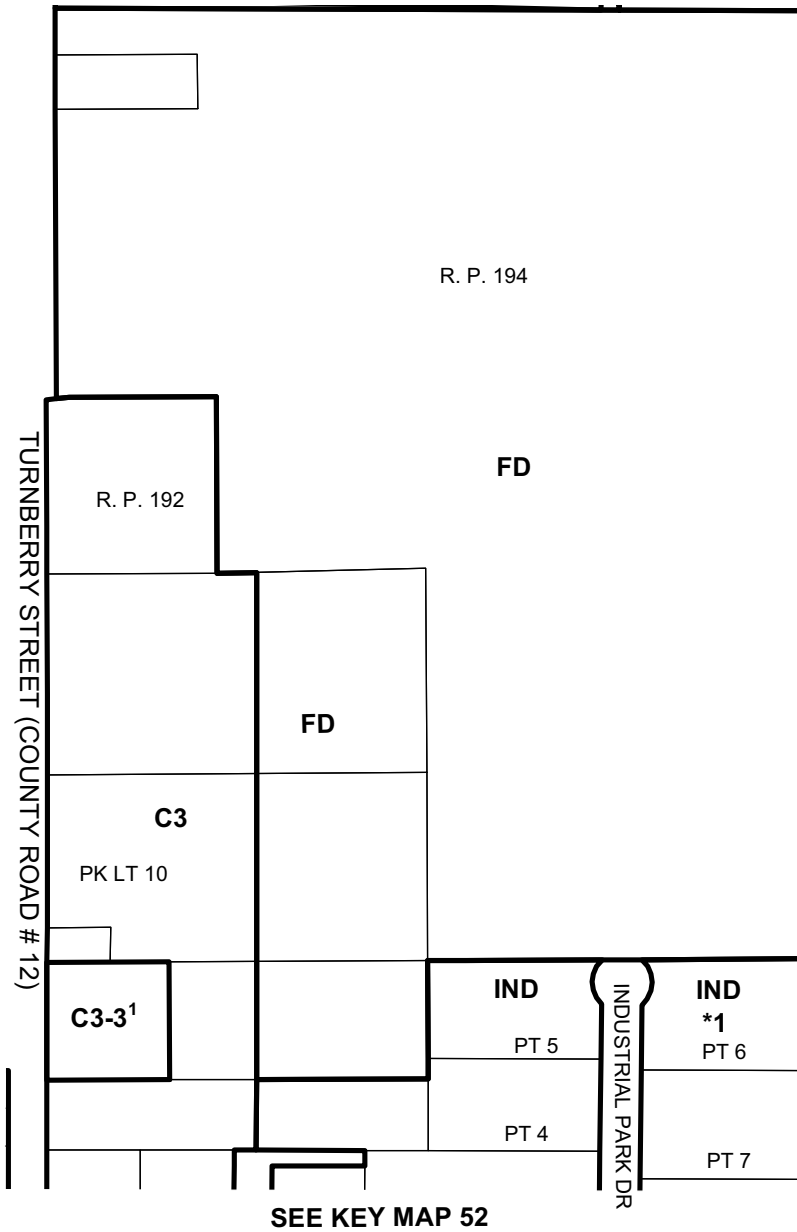 R. P. 194
FD
R. P. 192
TURNBERRY STREET (COUNTY ROAD # 12)
FD
C3
PK LT 10
C3-3¹
IND
PT 5
INDUSTRIAL PARK DR
IND
*1
PT 6
PT 4
PT 7
SEE KEY MAP 52